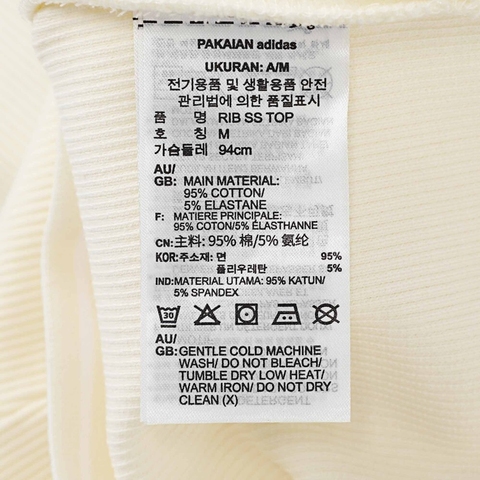 PAKAIAN adidas
UKURAN: A/M
전기용품 및 생활용품 안전
관리법에 의한 품질표시
품 명 RIB SS TOP
호 칭 M
가슴둘레 94cm
AU/
GB: MAIN MATERIAL:
95% COTTON/
5% ELASTANE
F: MATIERE PRINCIPALE:
95% COTON/5% ÉLASTHANNE
CN: 主料: 95% 棉/5% 氨纶
KOR: 주소재: 면 95%
폴리우레탄 5%
IND: MATERIAL UTAMA: 95% KATUN/
5% SPANDEX
30
AU/
GB: GENTLE COLD MACHINE
WASH/ DO NOT BLEACH/
TUMBLE DRY LOW HEAT/
WARM IRON/ DO NOT DRY
CLEAN (X)